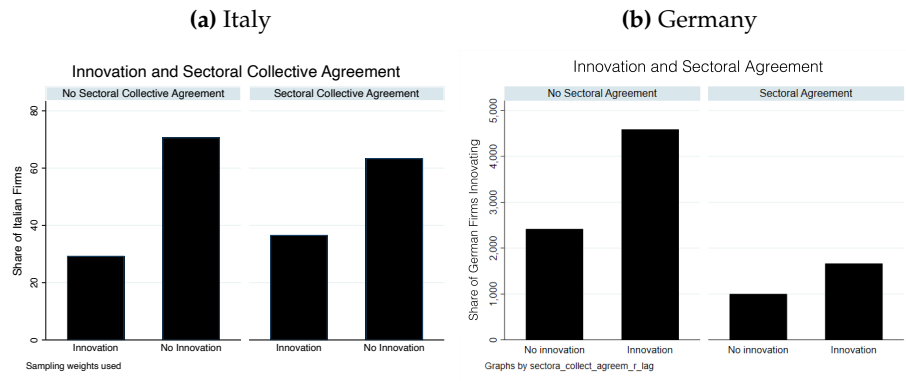 (a) Italy
Innovation and Sectoral Collective Agreement
No Sectoral Collective Agreement
Sectoral Collective Agreement
Share of Italian Firms
80
60
40
20
0
Innovation
No Innovation
Innovation
No Innovation
Sampling weights used
(b) Germany
Innovation and Sectoral Agreement
No Sectoral Agreement
Sectoral Agreement
Share of German Firms Innovating
5,000
4,000
3,000
2,000
1,000
0
No innovation
Innovation
No innovation
Innovation
Graphs by sectora_collect_agreem_r_lag